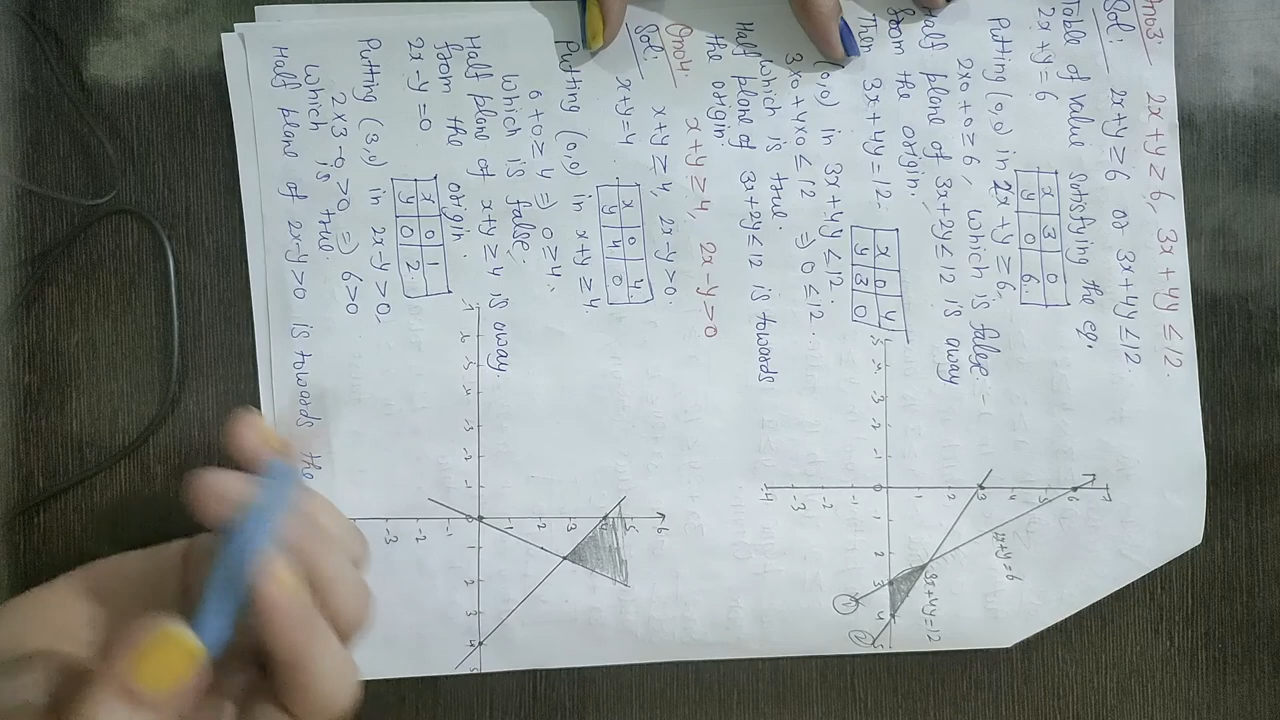 Qno3: 2x+y≥6, 3x+4y≤12.
Sol: 2x+y≥6 or 3x+4y≤12.
Table of value satisfying the eq.
2x+y=6
x 3 0
y 0 6.
Putting (0,0) in 2x+y≥6,
2x0+0≥6, which is false.
Half plane of 3x+2y≤12 is away
from the origin.
Then 3x+4y=12.
x 0 4
y 3 0
(0,0) in 3x+4y≤12.
3x0+4x0≤12 ⇒ 0≤12.
which is true.
Half plane of 3x+2y≤12 is towards
the origin.
Qno4. x+y≥4, 2x-y>0
Sol: x+y≥4, 2x-y>0.
x+y=4.
x 0 4.
y 4 0
Putting (0,0) in x+y≥4.
0+0≥4 ⇒ 0≥4.
which is false.
Half plane of x+y≥4 is away.
from the origin.
2x-y=0
x 0 1
y 0 2
Putting (3,0) in 2x-y>0.
2x3-0>0 ⇒ 6>0
which is true.
Half plane of 2x-y>0 is towards the
2x+y=6
3x+4y=12
1
2